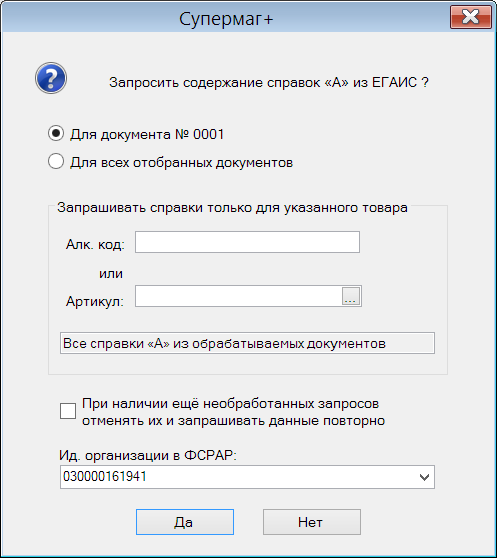 Супермаг+
Запросить содержание справок «А» из ЕГАИС ?
Для документа № 0001
Для всех отобранных документов
Запрашивать справки только для указанного товара
Алк. код:
или
Артикул:
...
Все справки «А» из обрабатываемых документов
При наличии ещё необработанных запросов
отменять их и запрашивать данные повторно
Ид. организации в ФСРАР:
030000161941
Да
Нет